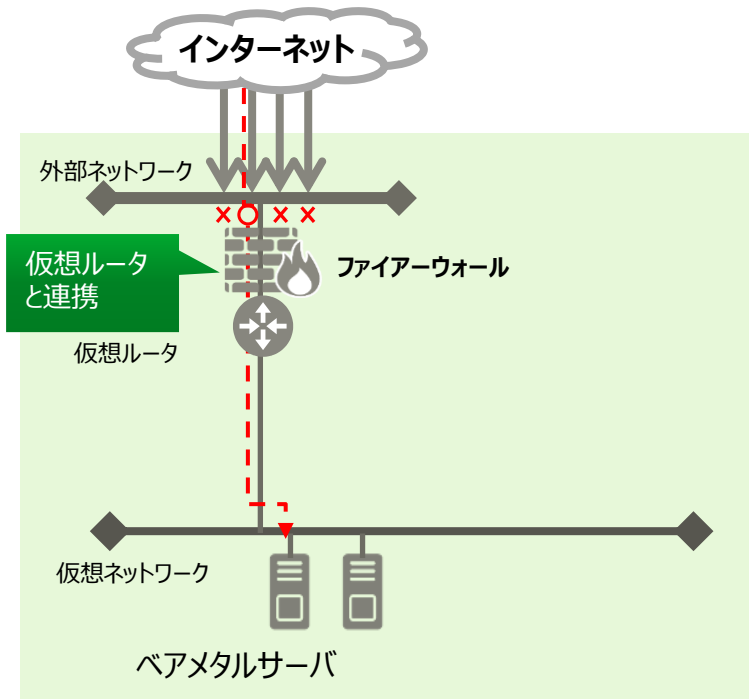 インターネット
外部ネットワーク
仮想ルータ
と連携
ファイアーウォール
仮想ルータ
仮想ネットワーク
ベアメタルサーバ